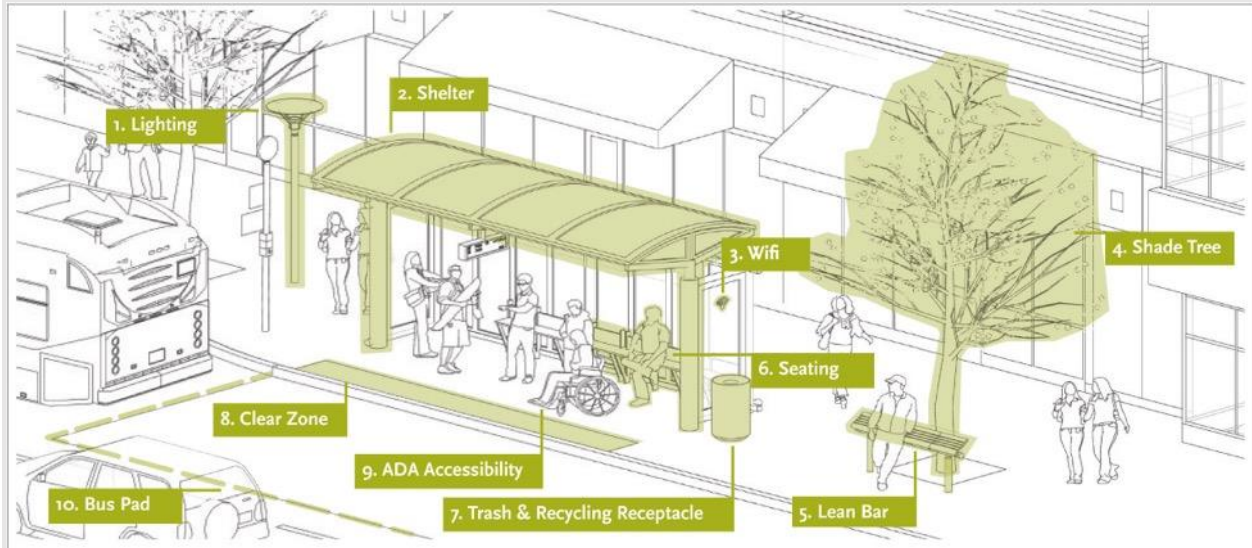 1. Lighting
2. Shelter
3. Wifi
4. Shade Tree
5. Lean Bar
6. Seating
7. Trash & Recycling Receptacle
8. Clear Zone
9. ADA Accessibility
10. Bus Pad